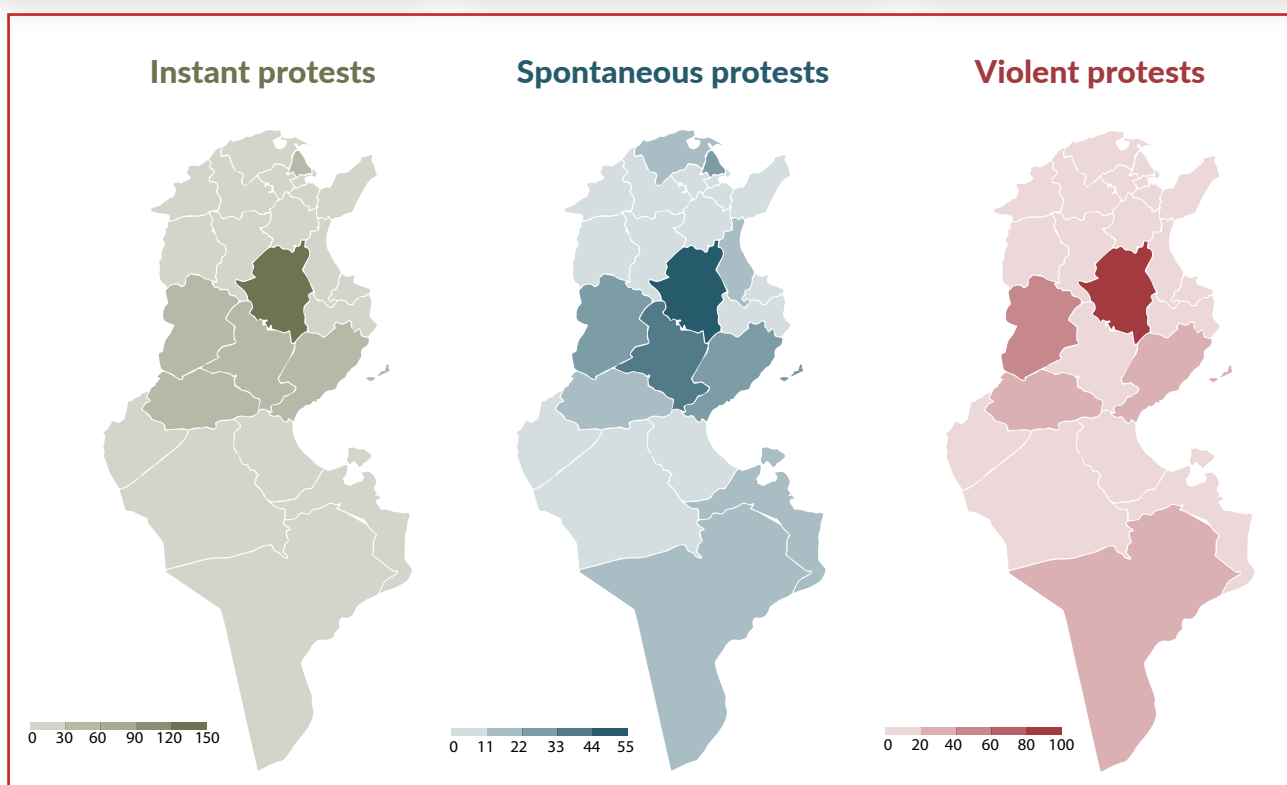 Instant protests
Spontaneous protests
Violent protests
0 30 60 90 120 150
0 11 22 33 44 55
0 20 40 60 80 100